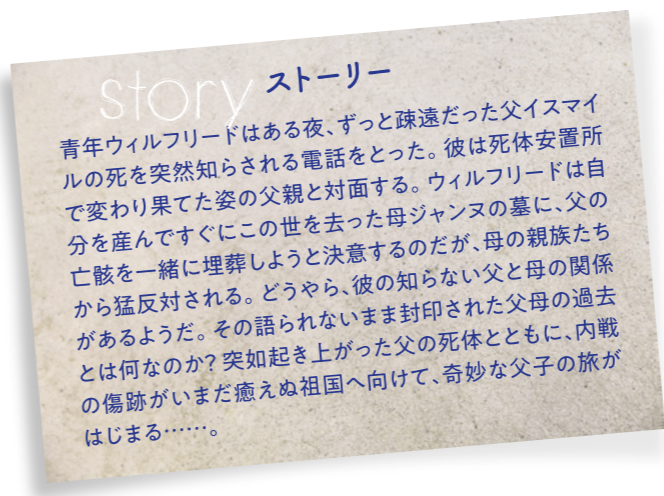 story ストーリー
青年ウィルフリードはある夜、ずっと疎遠だった父イスマイ
ルの死を突然知らされる電話をとった。彼は死体安置所
で変わり果てた姿の父親と対面する。ウィルフリードは自
分を産んですぐにこの世を去った母ジャンヌの墓に、父の
亡骸を一緒に埋葬しようと決意するのだが、母の親族たち
から猛反対される。どうやら、彼の知らない父と母の関係
があるようだ。その語られないまま封印された父母の過去
とは何なのか？突如起き上がった父の死体とともに、内戦
の傷跡がいまだ癒えぬ祖国へ向けて、奇妙な父子の旅が
はじまる……。